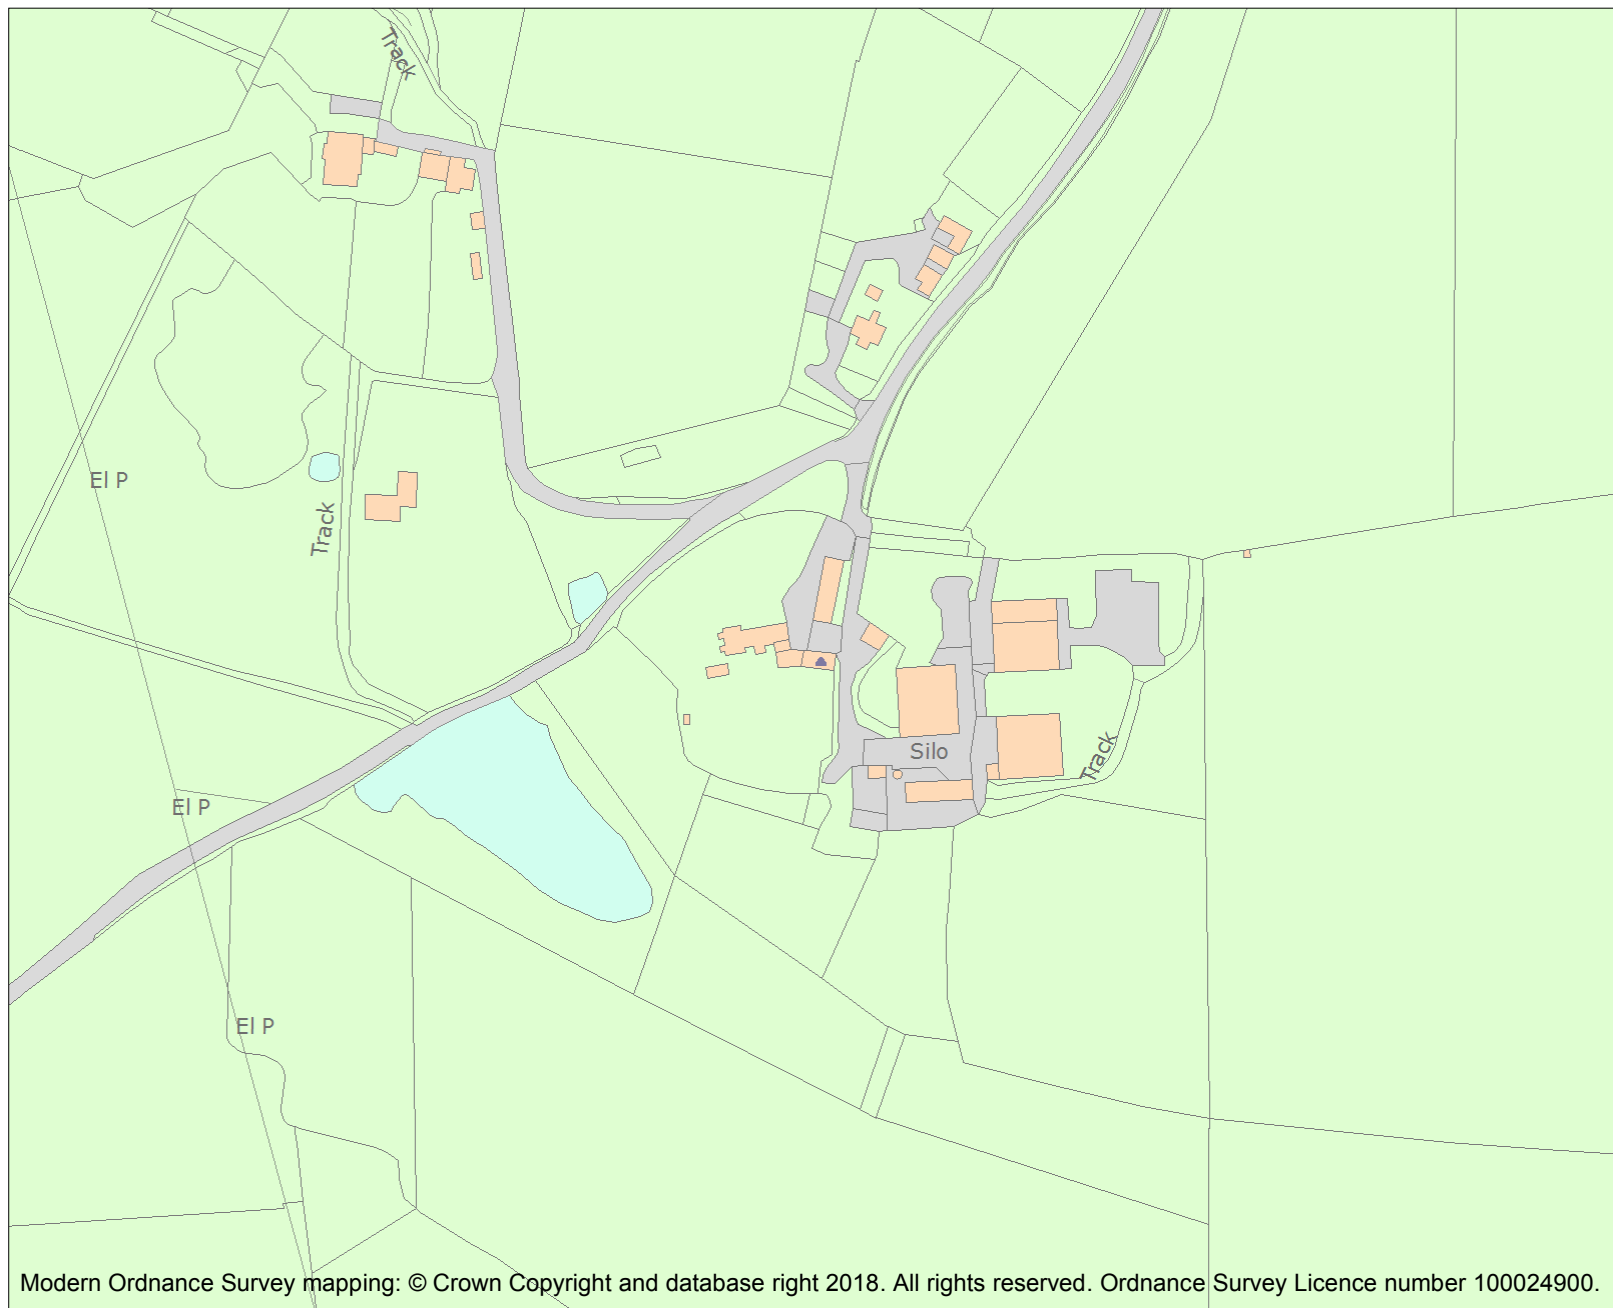 Track
El P
Track
Silo
Track
El P
El P
Modern Ordnance Survey mapping: © Crown Copyright and database right 2018. All rights reserved. Ordnance Survey Licence number 100024900.